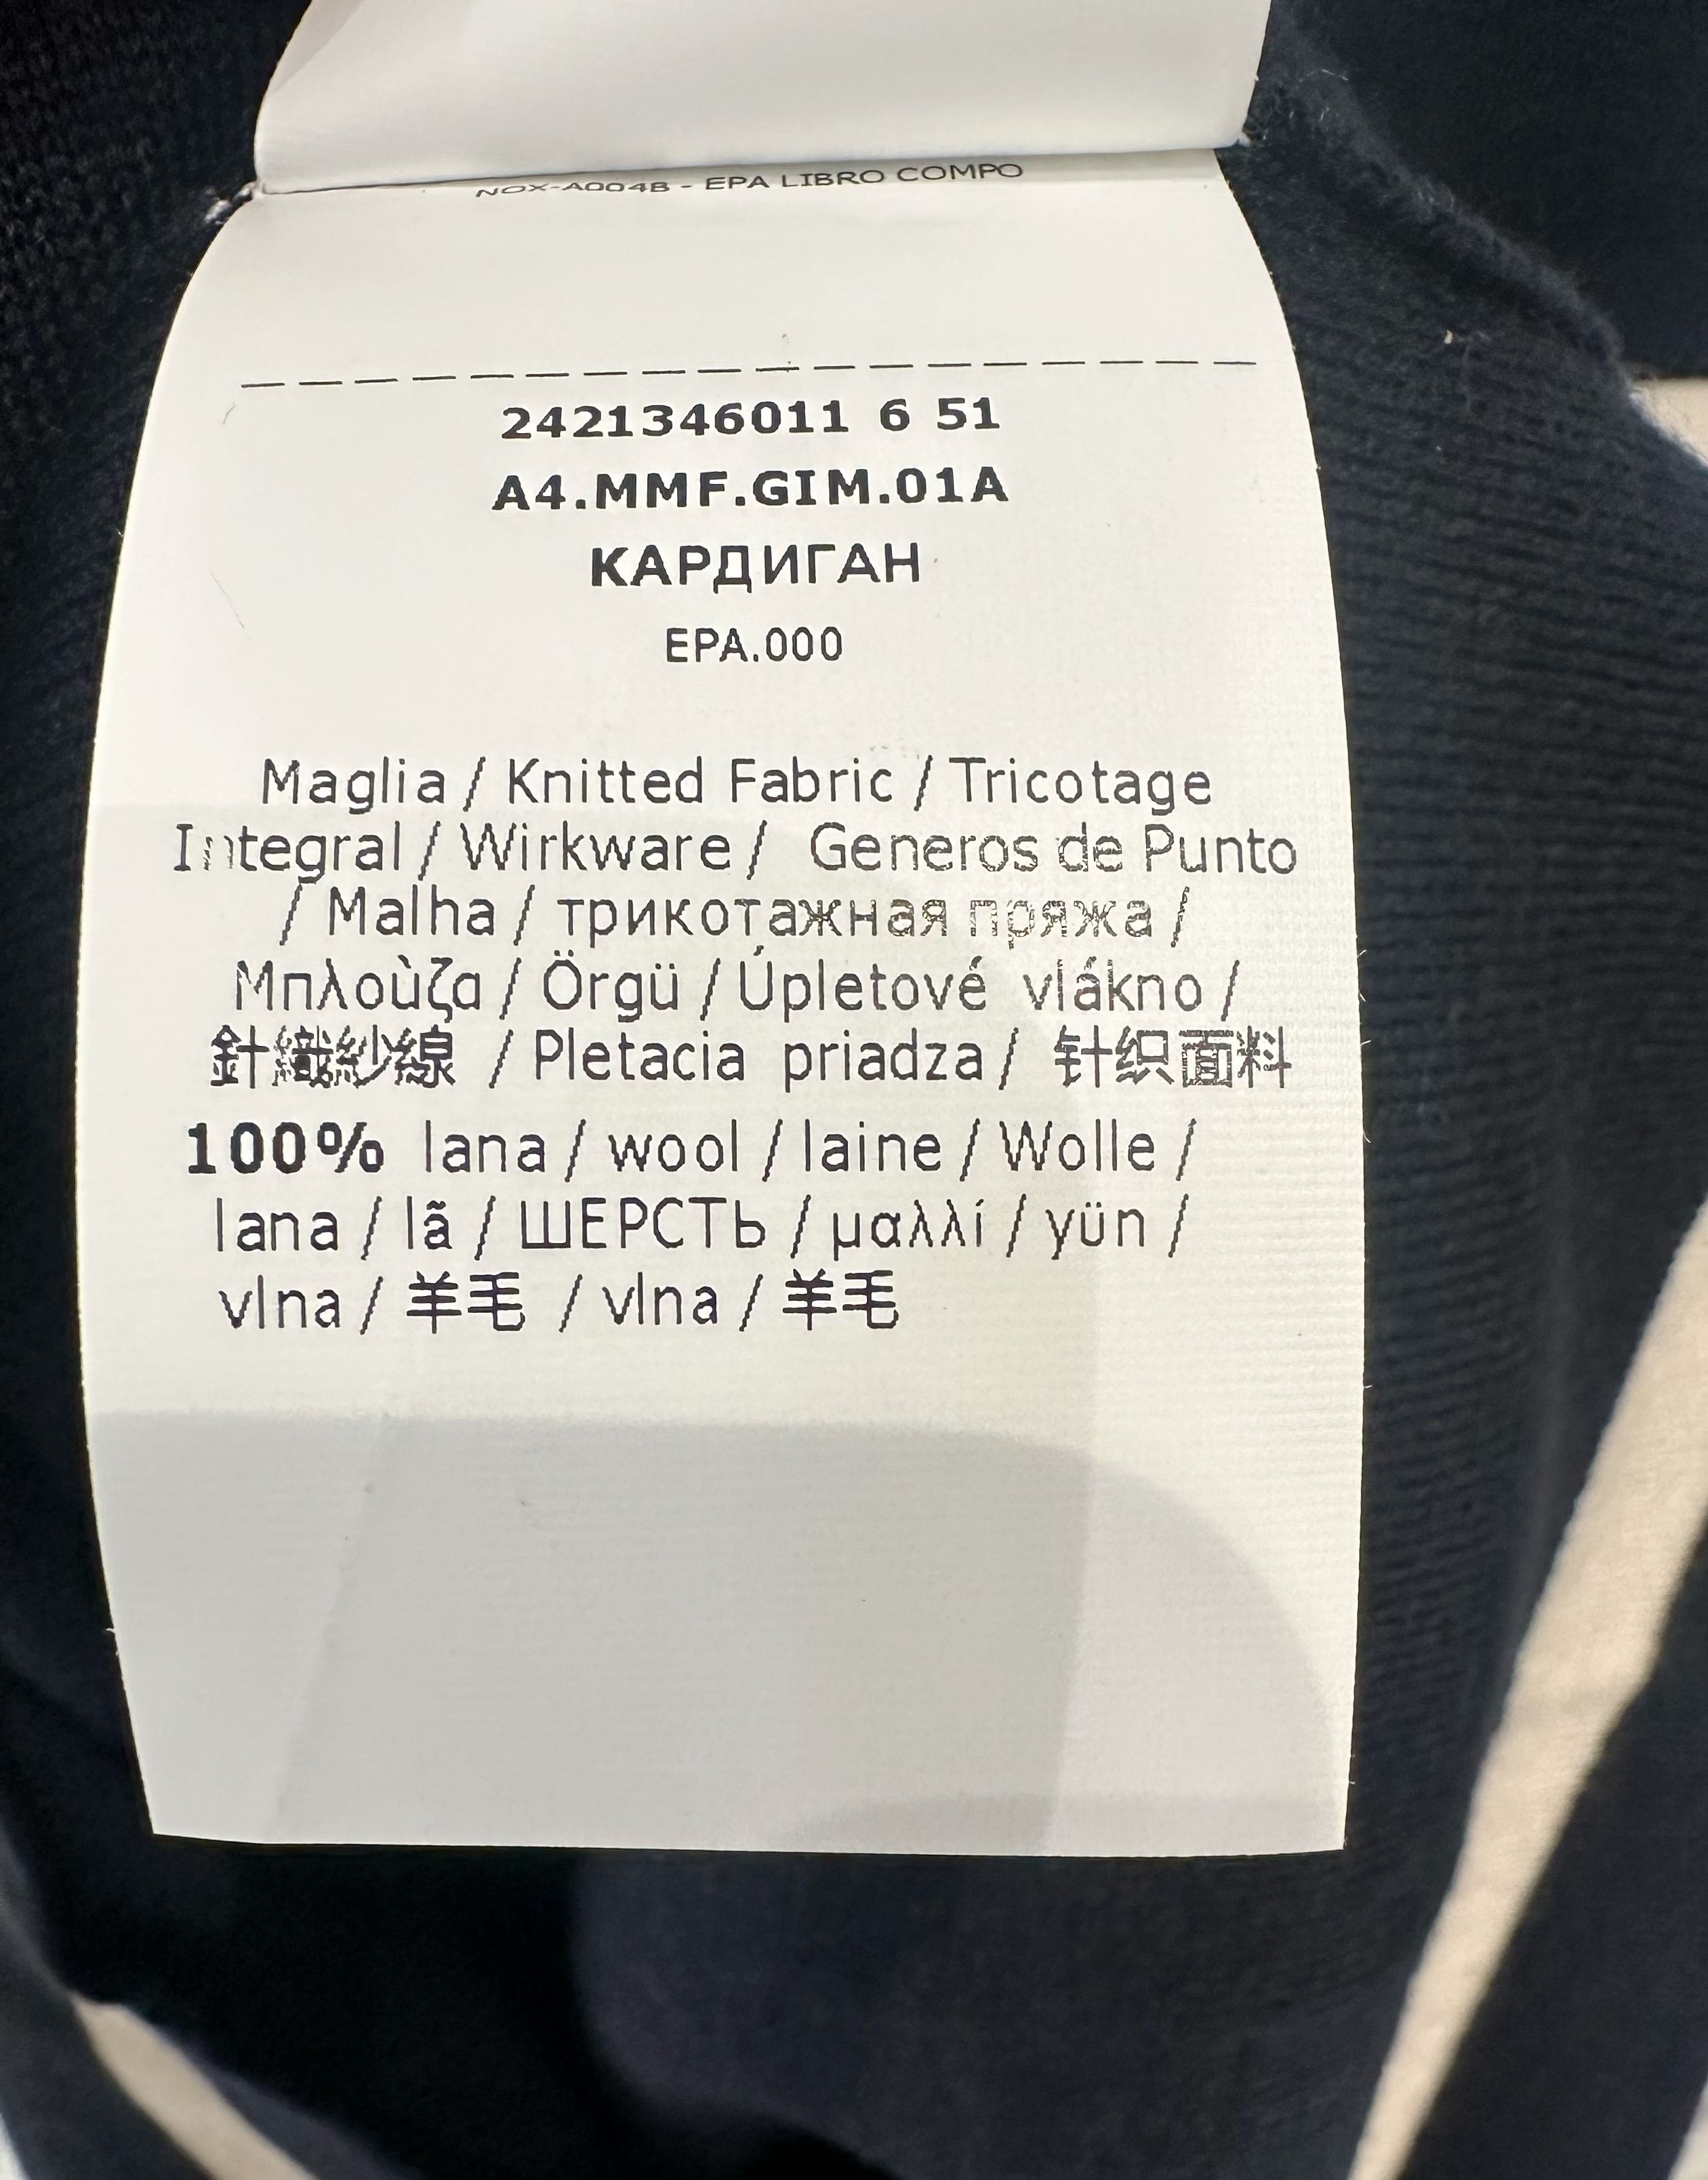 NOX-A004B - EPA LIBRO COMPO
2421346011 6 51
A4.MMF.GIM.01A
КАРДИГАН
EPA.000
Maglia / Knitted Fabric / Tricotage
Integral / Wirkware / Generos de Punto
/ Malha / трикотажная пряжа /
Μπλοὺζα / Örgü / Úpletové vlákno /
針織紗線 / Pletacia priadza / 针织面料
100% lana / wool / laine / Wolle /
lana / lã / ШЕРСТЬ / μαλλί / yün /
vlna / 羊毛 / vlna / 羊毛